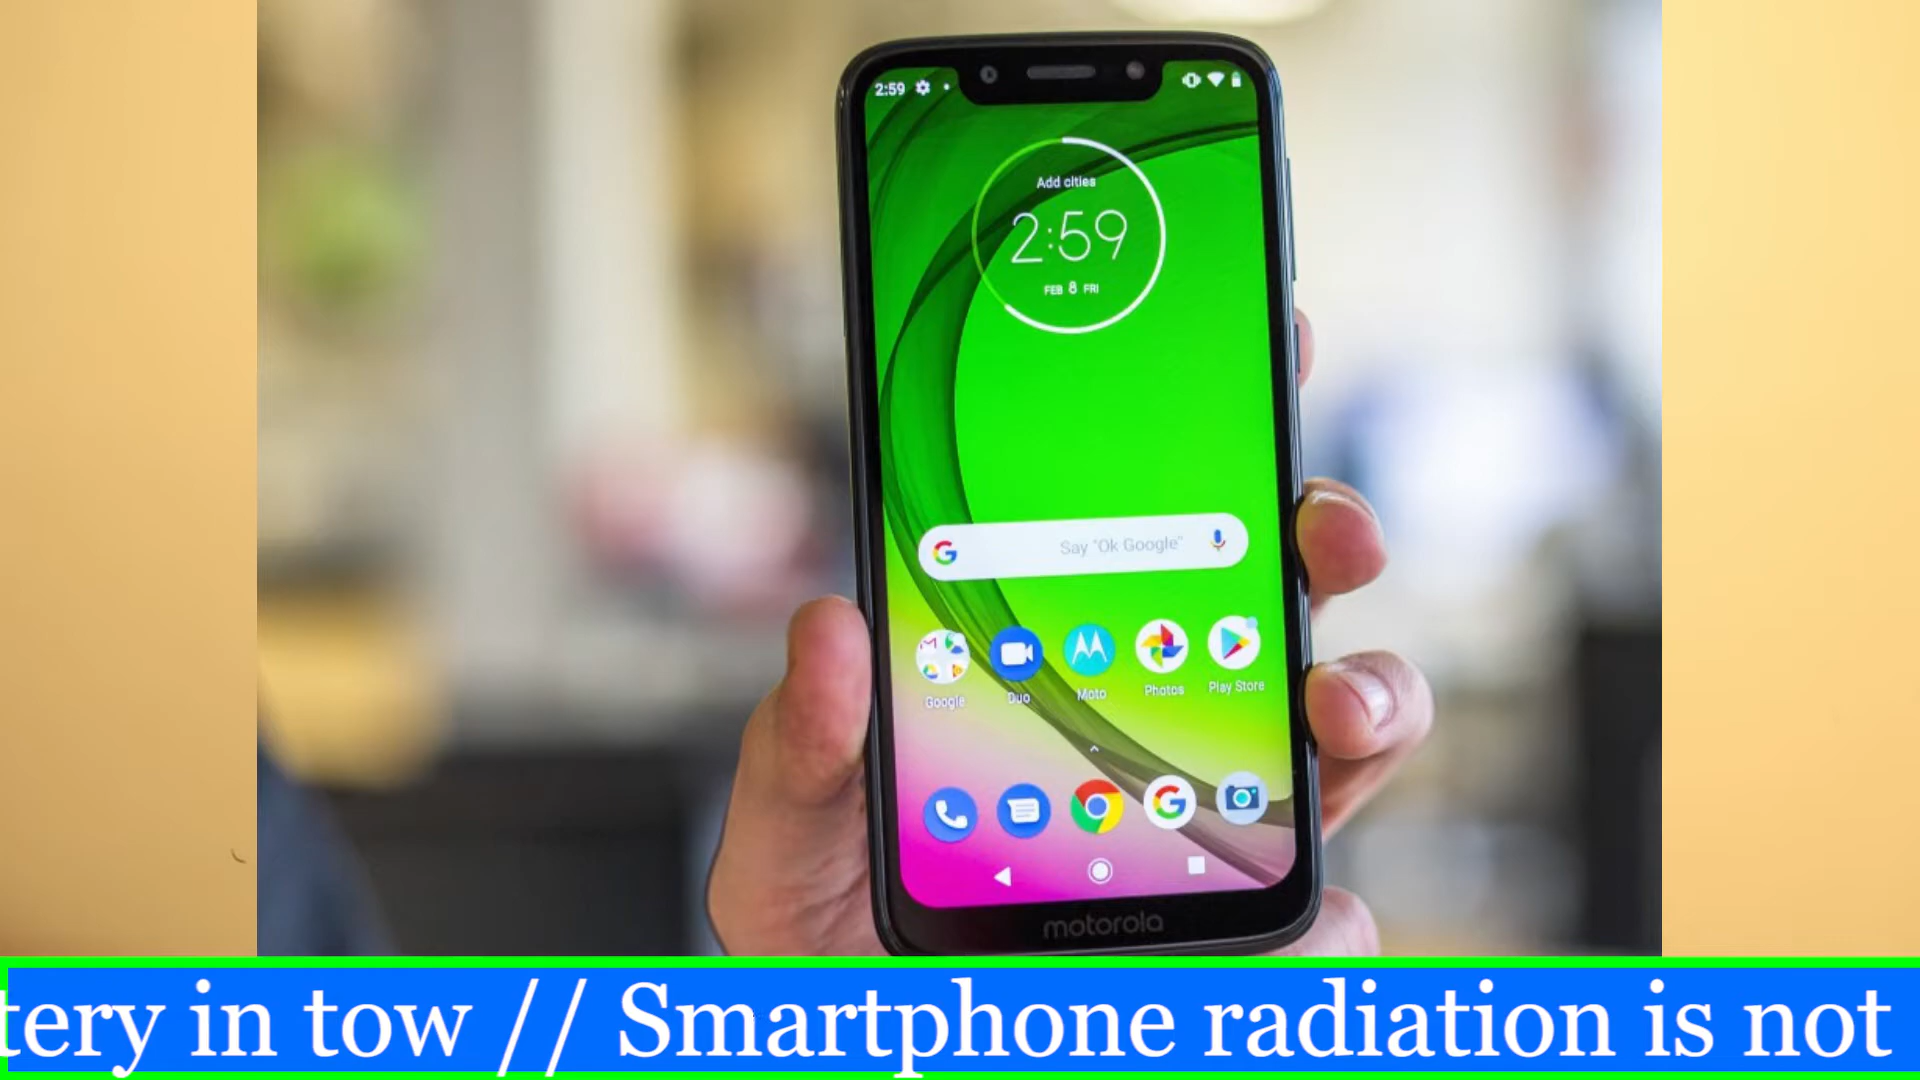 2:59
Add cities
2:59
FEB 8 FRI
Say "Ok Google"
Google Duo Moto Photos Play Store
motorola
tery in tow // Smartphone radiation is not